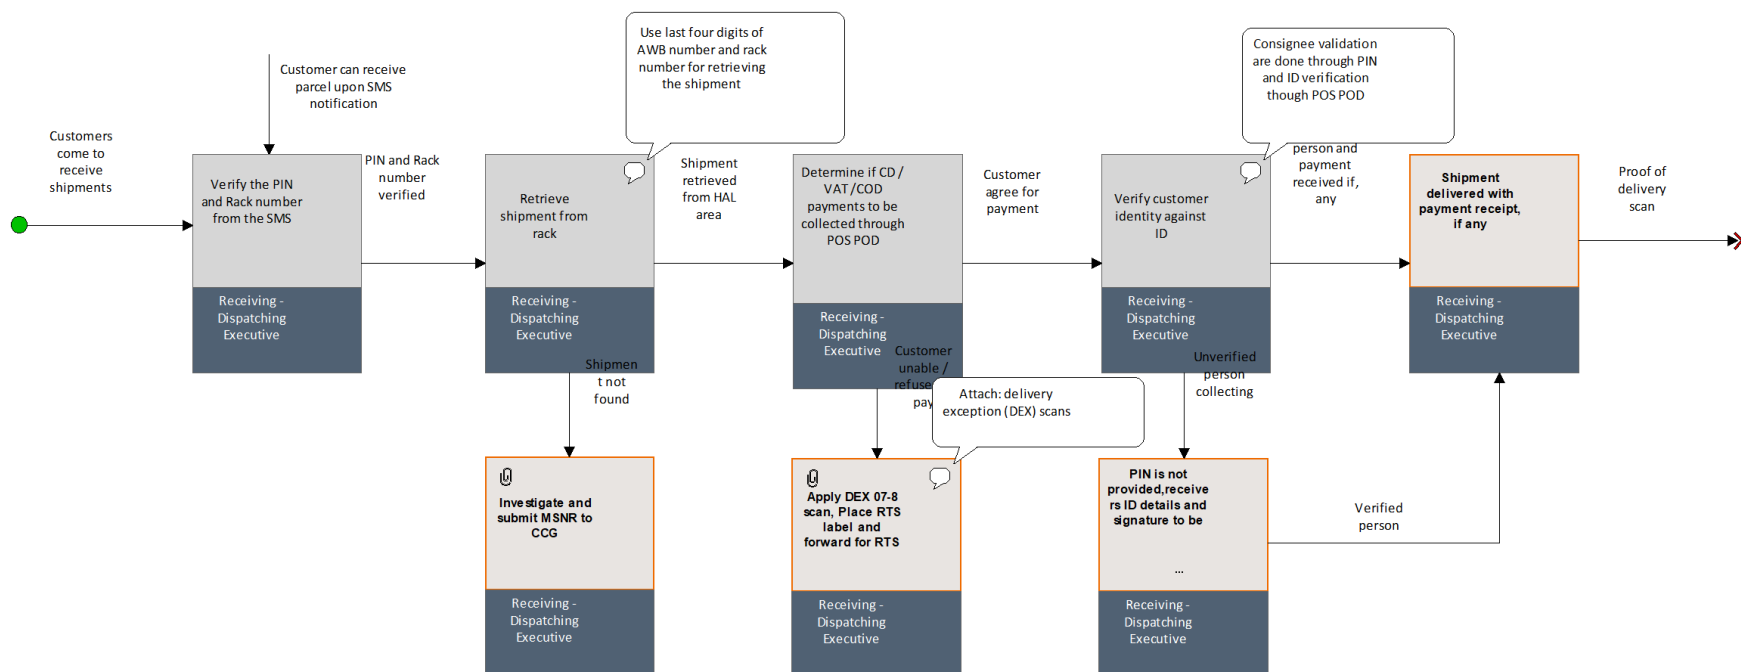 Customers
come to
receive
shipments
Customer can receive
parcel upon SMS
notification
Verify the PIN
and Rack number
from the SMS
Receiving -
Dispatching
Executive
PIN and Rack
number
verified
Use last four digits of
AWB number and rack
number for retrieving
the shipment
Retrieve
shipment from
rack
Receiving -
Dispatching
Executive
Shipment
retrieved
from HAL
area
Determine if CD /
VAT /COD
payments to be
collected through
POS POD
Receiving -
Dispatching
Executive
Customer
agree for
payment
Consignee validation
are done through PIN
and ID verification
though POS POD
Verify customer
identity against
ID
Receiving -
Dispatching
Executive
person and
payment
received if,
any
Shipment
delivered with
payment receipt,
if any
Receiving -
Dispatching
Executive
Proof of
delivery
scan
Shipmen
t not
found
Investigate and
submit MSNR to
CCG
Receiving -
Dispatching
Executive
Customer
unable /
refuse
pay
Attach: delivery
exception (DEX) scans
Apply DEX 07-8
scan, Place RTS
label and
forward for RTS
Receiving -
Dispatching
Executive
Unverified
person
collecting
PIN is not
provided,receive
rs ID details and
signature to be
...
Receiving -
Dispatching
Executive
Verified
person